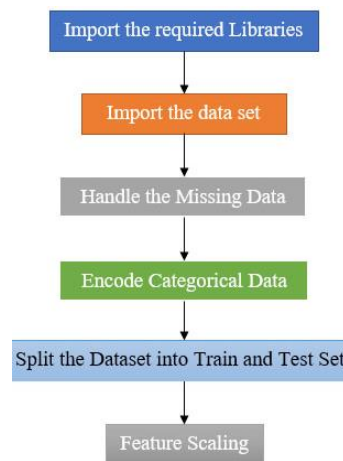 Import the required Libraries
Import the data set
Handle the Missing Data
Encode Categorical Data
Split the Dataset into Train and Test Set
Feature Scaling